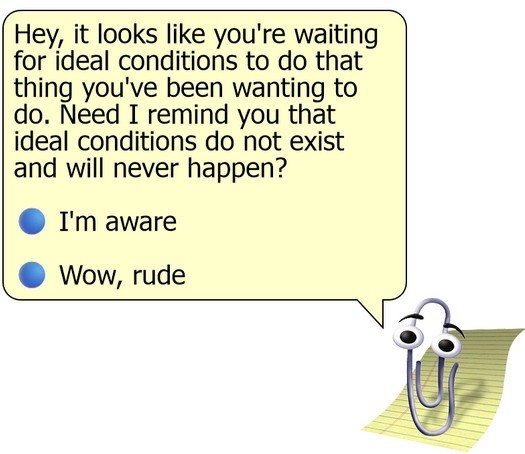 Hey, it looks like you're waiting
for ideal conditions to do that
thing you've been wanting to
do. Need I remind you that
ideal conditions do not exist
and will never happen?
I'm aware
Wow, rude